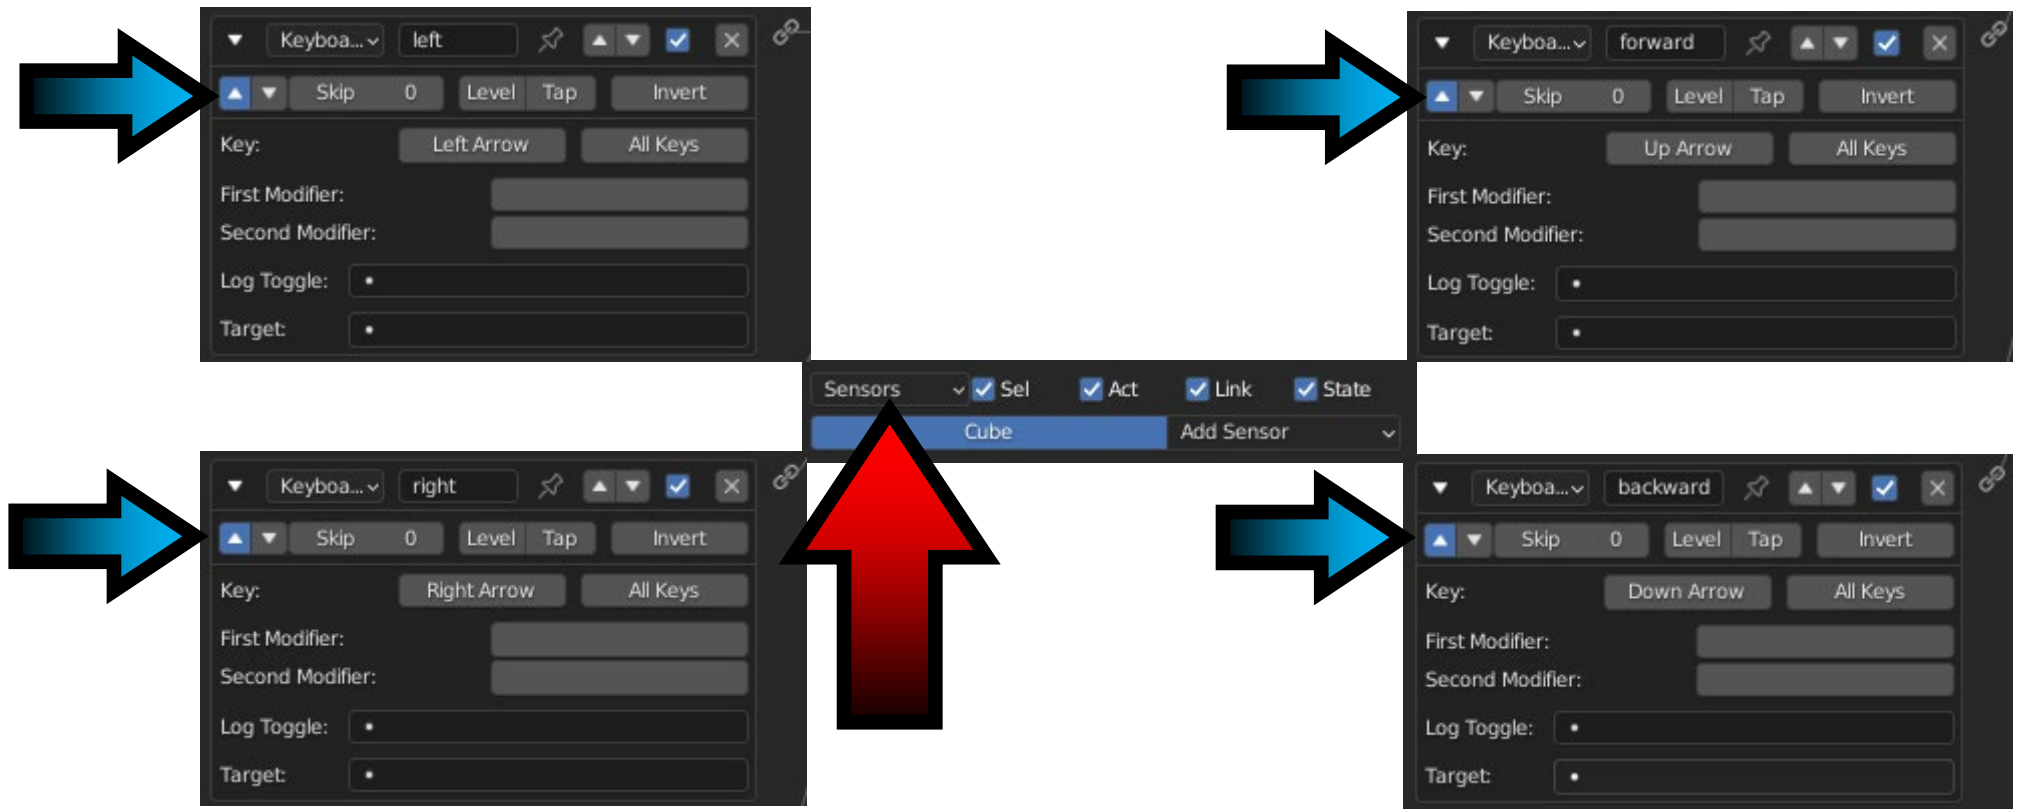 Keyboa... left
Skip 0 Level Tap Invert
Key: Left Arrow All Keys
First Modifier:
Second Modifier:
Log Toggle:
Target:
Keyboa... forward
Skip 0 Level Tap Invert
Key: Up Arrow All Keys
First Modifier:
Second Modifier:
Log Toggle:
Target:
Sensors Sel Act Link State
Cube Add Sensor
Keyboa... right
Skip 0 Level Tap Invert
Key: Right Arrow All Keys
First Modifier:
Second Modifier:
Log Toggle:
Target:
Keyboa... backward
Skip 0 Level Tap Invert
Key: Down Arrow All Keys
First Modifier:
Second Modifier:
Log Toggle:
Target: